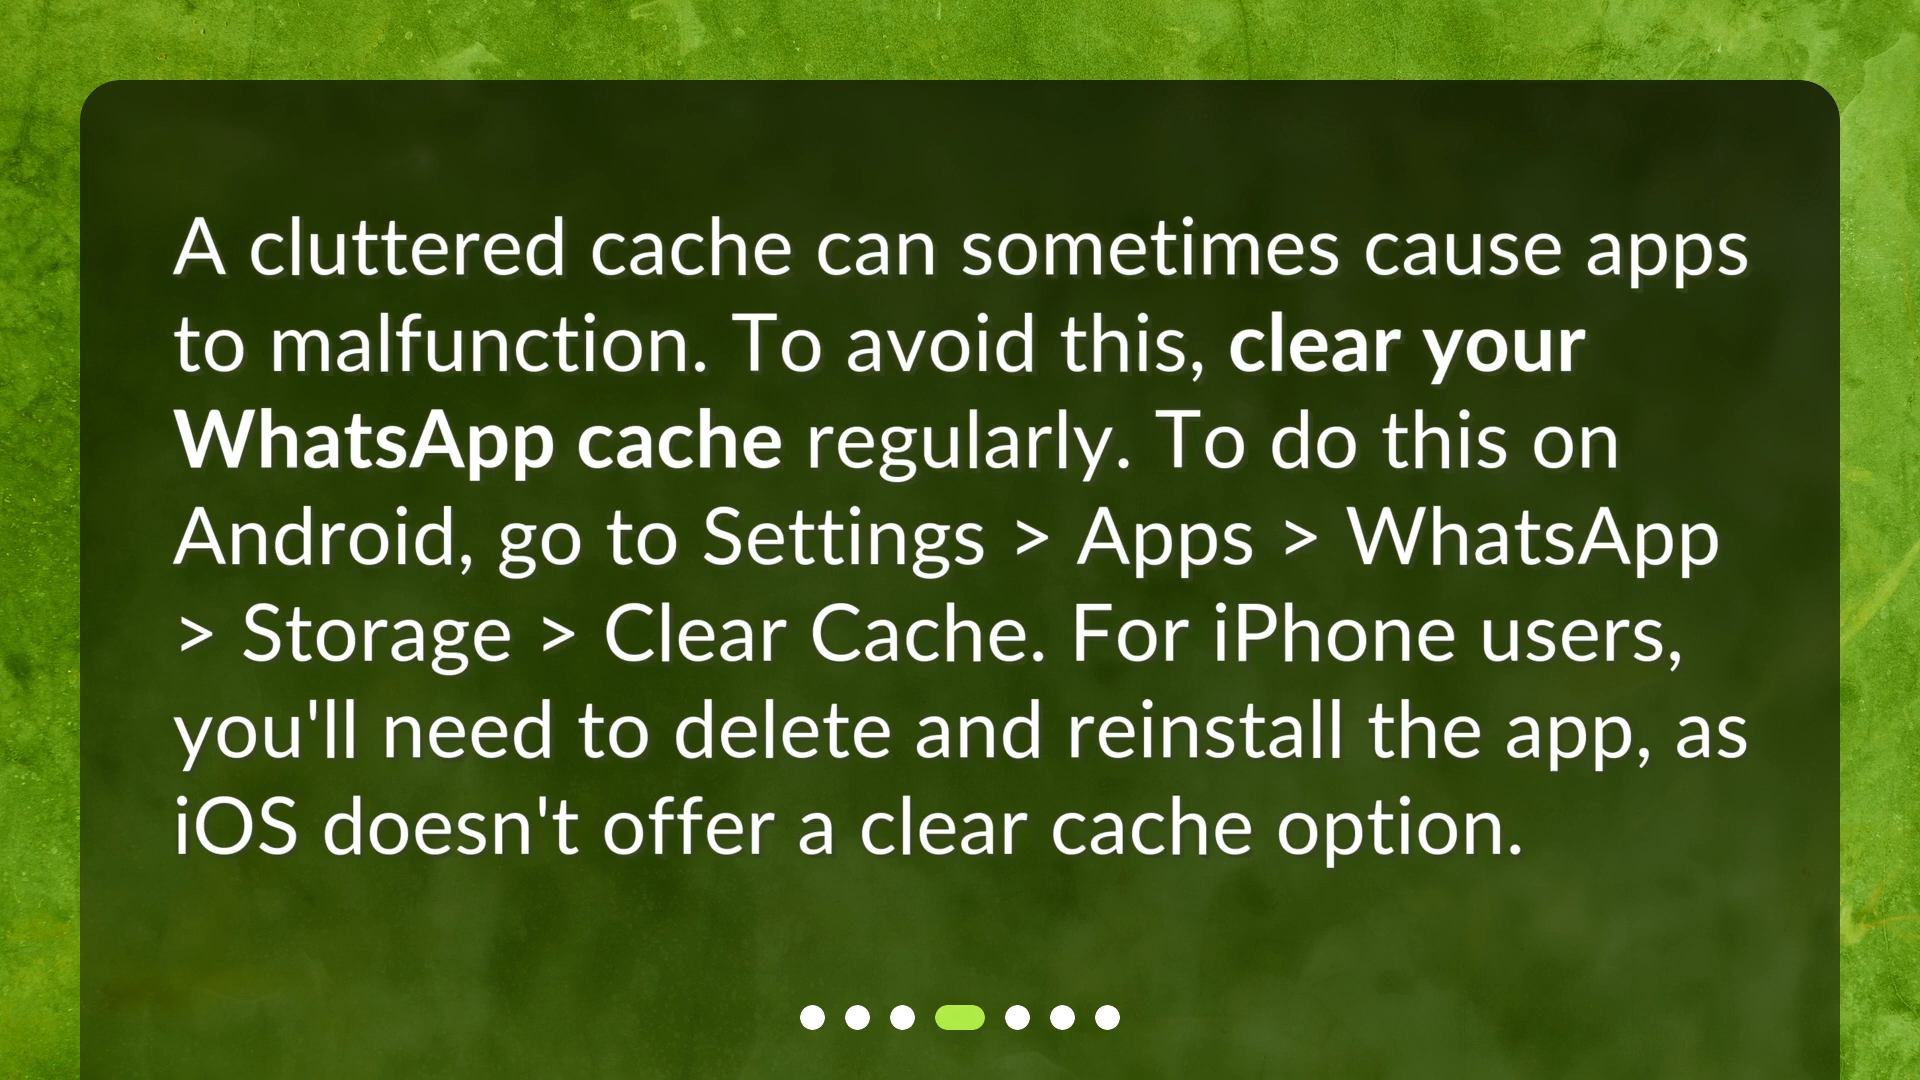 A cluttered cache can sometimes cause apps
to malfunction. To avoid this, clear your
WhatsApp cache regularly. To do this on
Android, go to Settings > Apps > WhatsApp
> Storage > Clear Cache. For iPhone users,
you'll need to delete and reinstall the app, as
iOS doesn't offer a clear cache option.